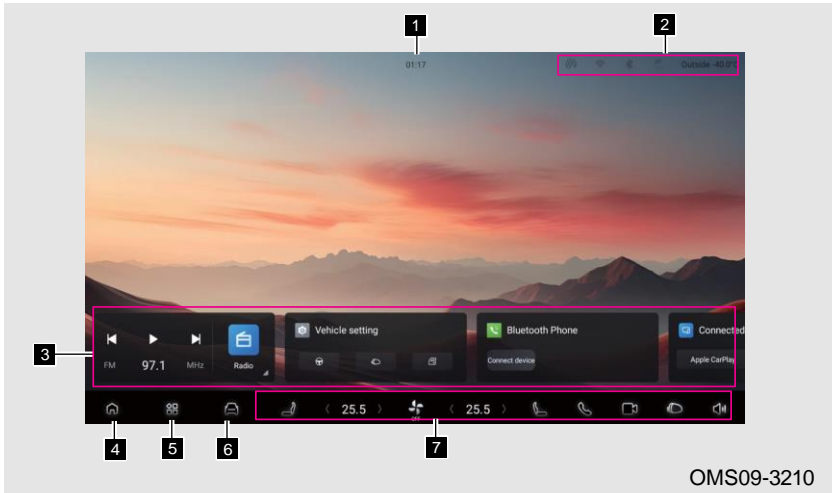 1
2
01:17
Outside -40.0°C
Vehicle setting
Bluetooth Phone
Connected
3
FM
97.1
MHz
Radio
Connect device
Apple CarPlay
25.5
OFF
25.5
4
5
6
7
OMS09-3210